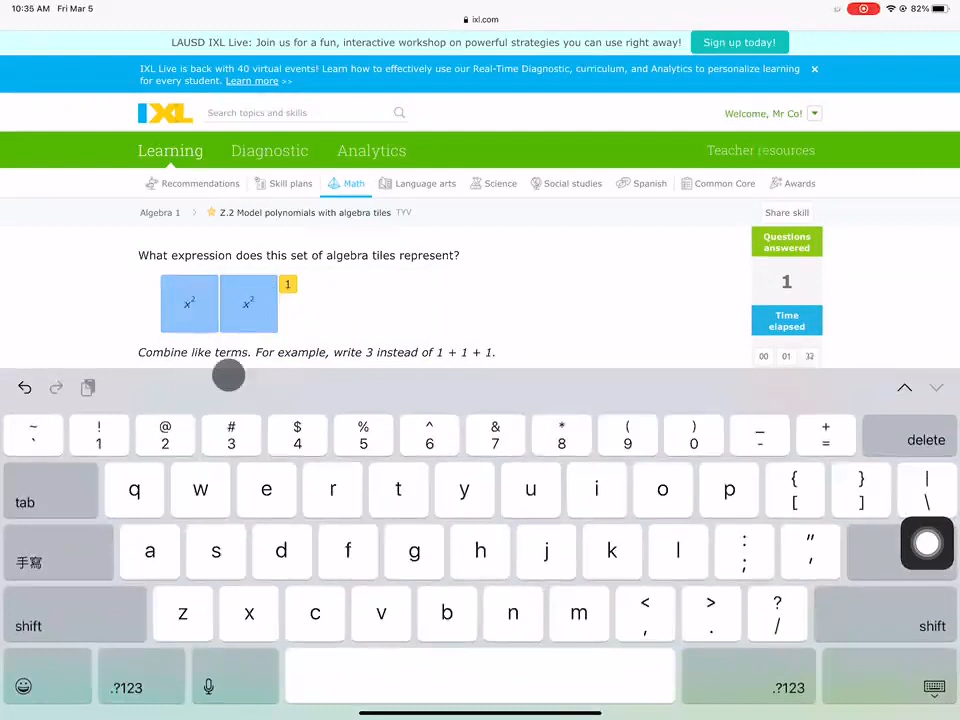 10:35 AM Fri Mar 5
82%
ixl.com
LAUSD IXL Live: Join us for a fun, interactive workshop on powerful strategies you can use right away!
Sign up today!
IXL Live is back with 40 virtual events! Learn how to effectively use our Real-Time Diagnostic, curriculum, and Analytics to personalize learning
for every student. Learn more >>
IXL
Search topics and skills
Welcome, Mr Co!
Learning Diagnostic Analytics Teacher resources
Recommendations Skill plans Math Language arts Science Social studies Spanish Common Core Awards
Algebra 1 > Z.2 Model polynomials with algebra tiles TYV
Share skill
What expression does this set of algebra tiles represent?
x² x² 1
Combine like terms. For example, write 3 instead of 1 + 1 + 1.
Questions
answered
1
Time
elapsed
00 01
~ ! @ # $ % ^ & * ( ) _ +
` 1 2 3 4 5 6 7 8 9 0 - = delete
tab q w e r t y u i o p { [ } ] | \
手寫 a s d f g h j k l : ; " '
shift z x c v b n m < , > . ? / shift
.?123 .?123